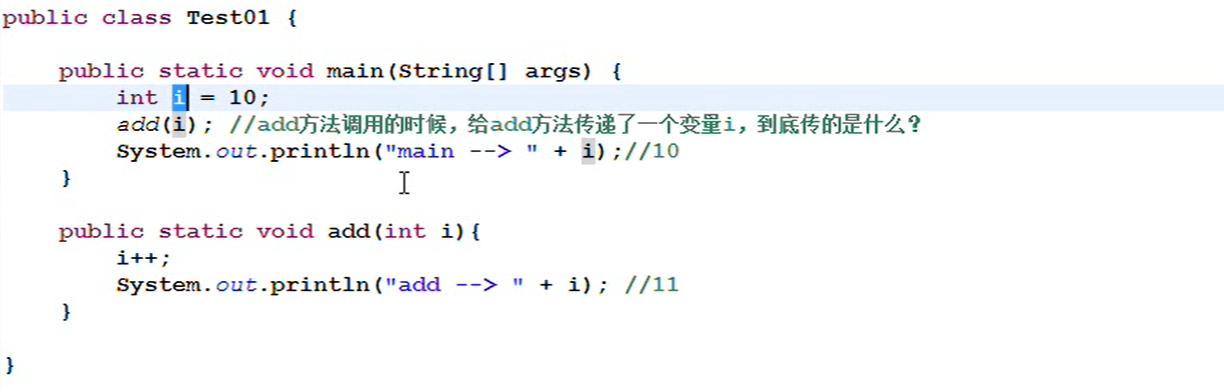 public class Test01 {
public static void main(String[] args) {
int i = 10;
add(i); //add方法调用的时候，给add方法传递了一个变量i，到底传的是什么？
System.out.println("main --> " + i);//10
}
public static void add(int i){
i++;
System.out.println("add --> " + i); //11
}
}